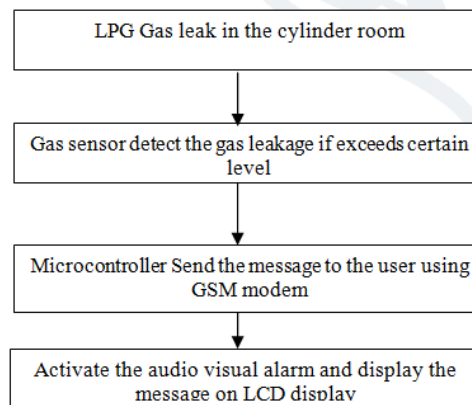 LPG Gas leak in the cylinder room
Gas sensor detect the gas leakage if exceeds certain
level
Microcontroller Send the message to the user using
GSM modem
Activate the audio visual alarm and display the
message on LCD display